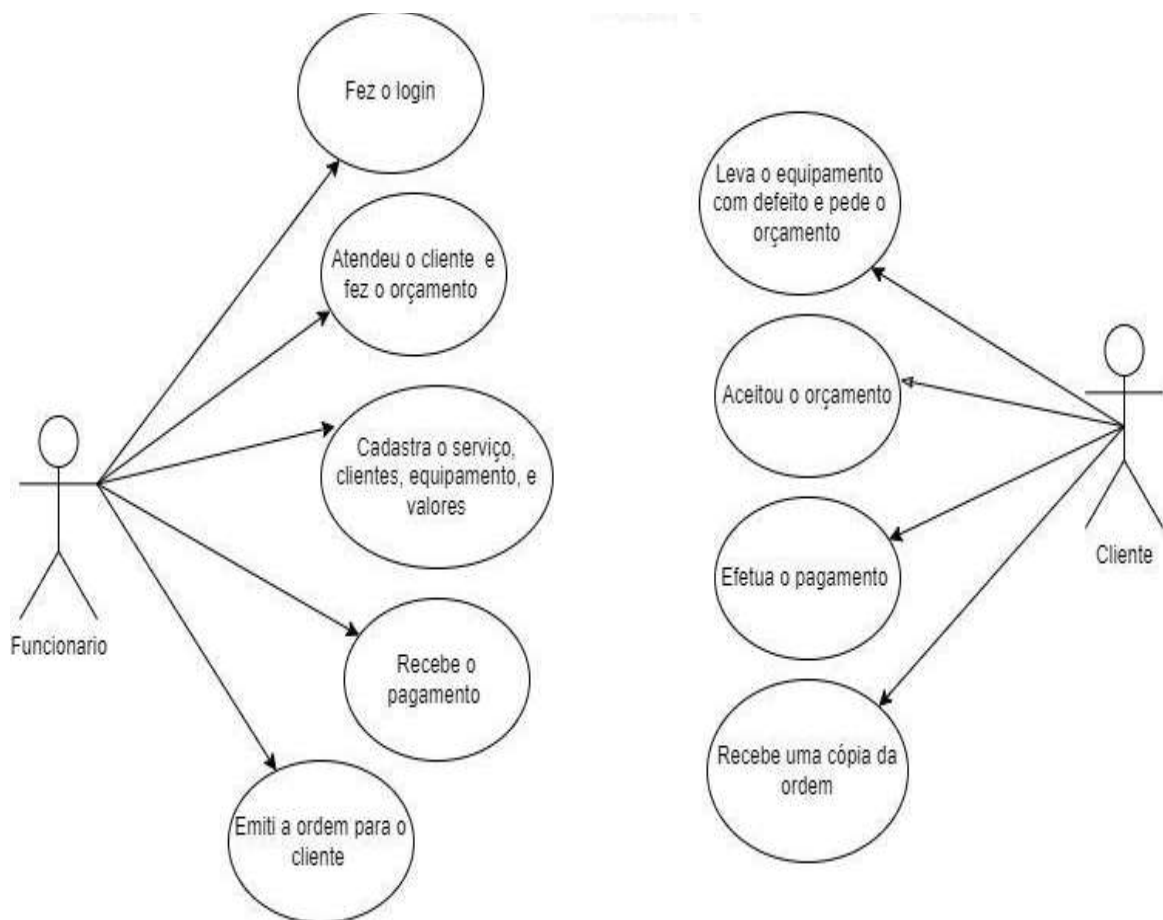 Fez o login
Atendeu o cliente e
fez o orçamento
Cadastra o serviço,
clientes, equipamento, e
valores
Recebe o
pagamento
Emiti a ordem para o
cliente
Funcionario
Leva o equipamento
com defeito e pede o
orçamento
Aceitou o orçamento
Efetua o pagamento
Recebe uma cópia da
ordem
Cliente